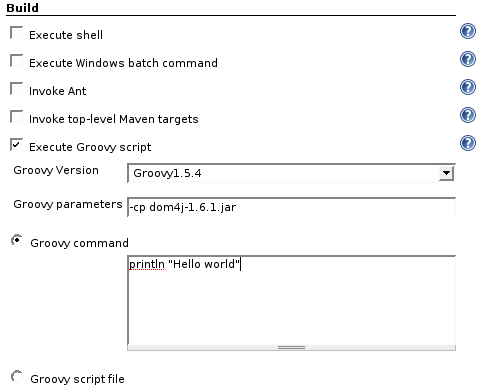 Build
Execute shell
Execute Windows batch command
Invoke Ant
Invoke top-level Maven targets
Execute Groovy script
Groovy Version Groovy1.5.4
Groovy parameters -cp dom4j-1.6.1.jar
Groovy command
println "Hello world"
Groovy script file